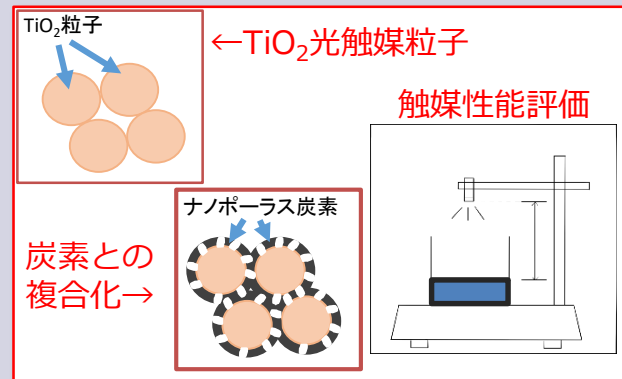 TiO₂粒子
←TiO₂光触媒粒子
触媒性能評価
ナノポーラス炭素
炭素との
複合化→